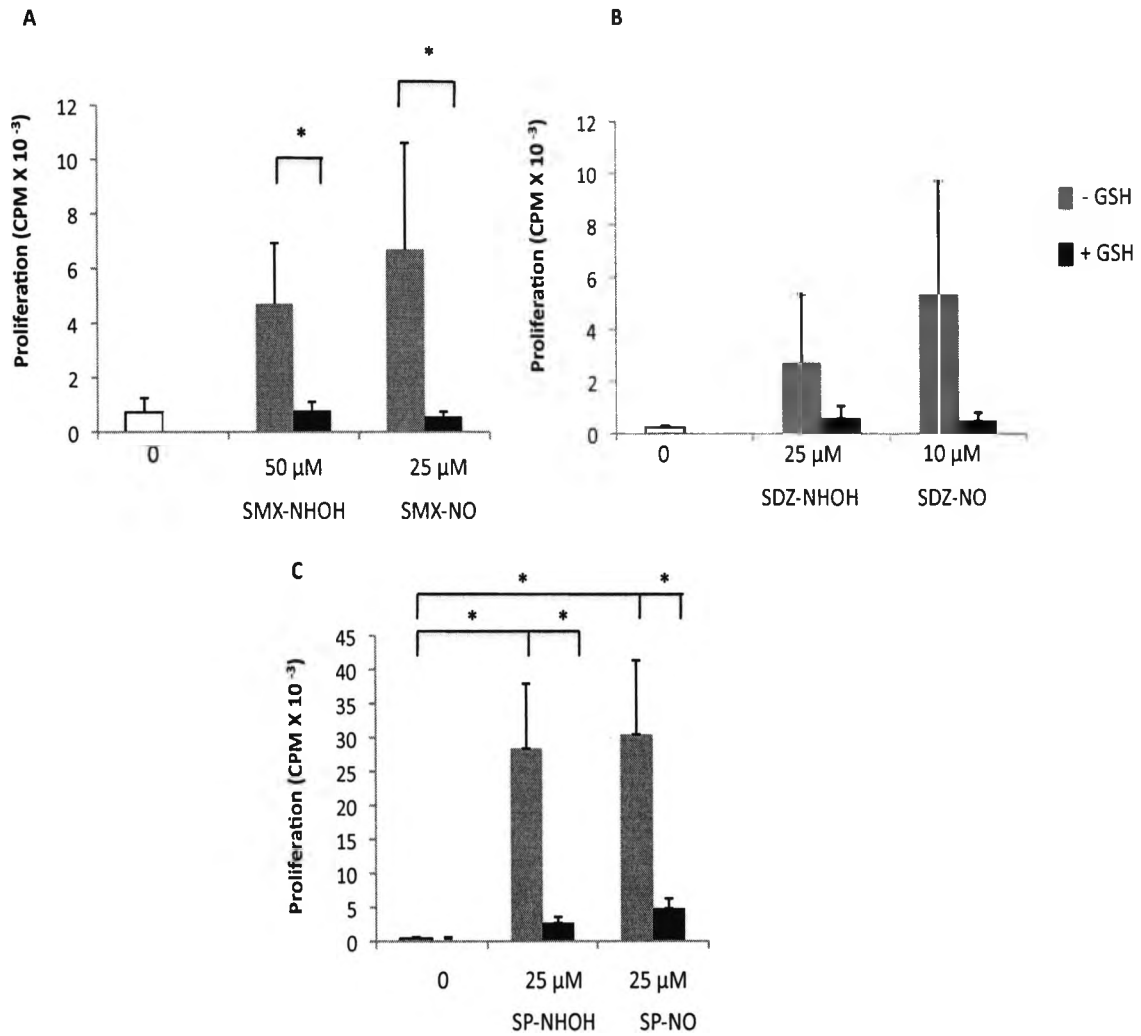 A
*
*
Proliferation (CPM X 10 -3)
12
10
8
6
4
2
0
0
50 µM
25 µM
SMX-NHOH
SMX-NO
B
Proliferation (CPM X 10 -3)
12
10
8
6
4
2
0
0
25 µM
10 µM
SDZ-NHOH
SDZ-NO
- GSH
+ GSH
C
*
*
*
*
Proliferation (CPM X 10 -3)
45
40
35
30
25
20
15
10
5
0
0
25 µM
25 µM
SP-NHOH
SP-NO